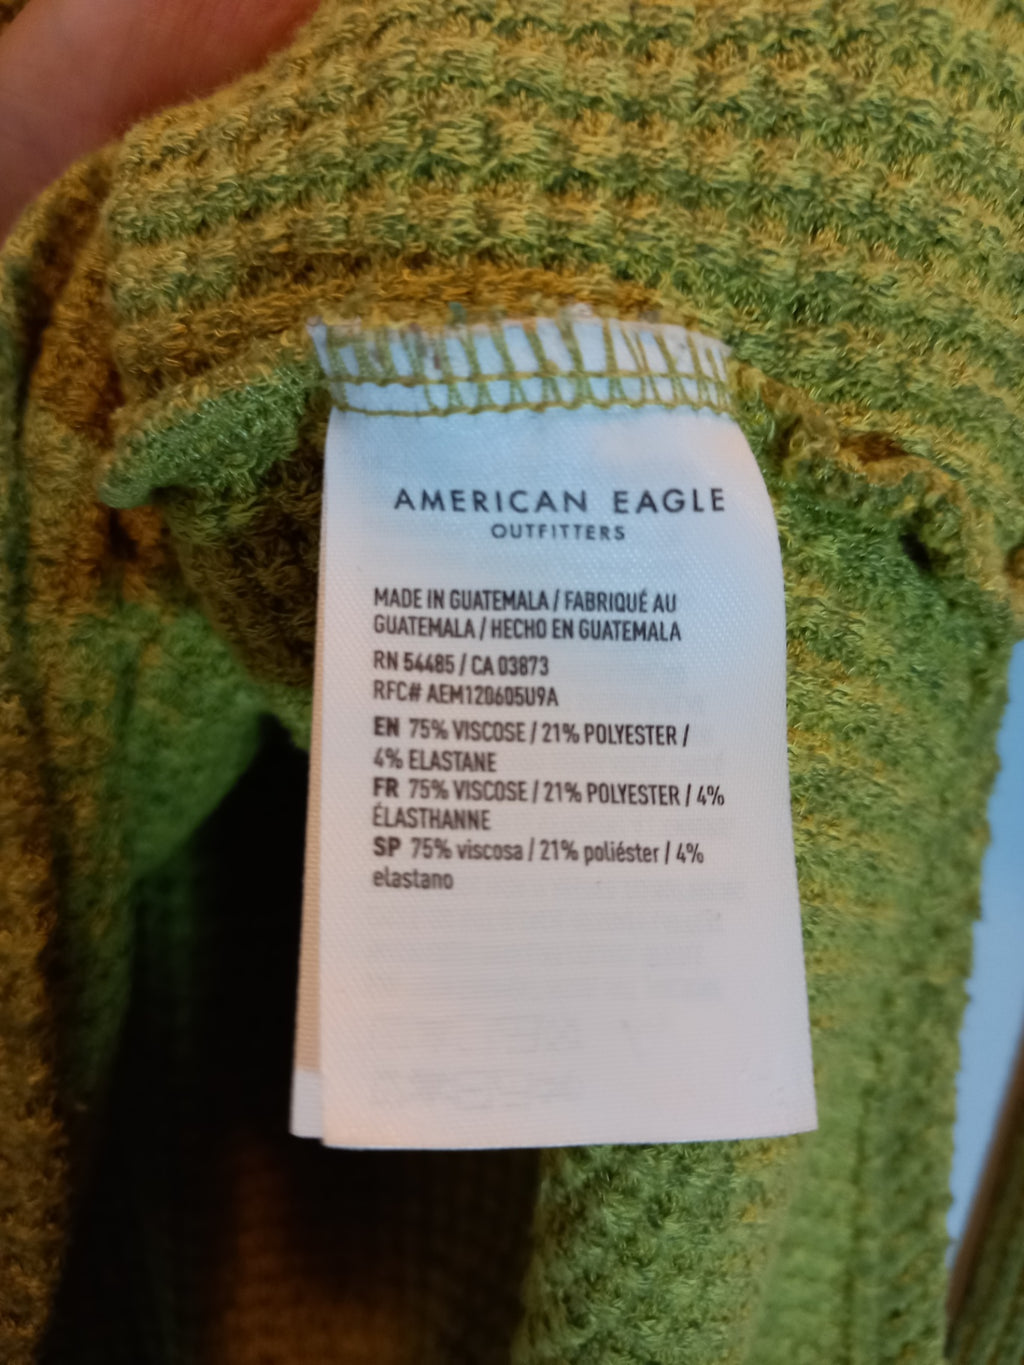 AMERICAN EAGLE
OUTFITTERS
MADE IN GUATEMALA / FABRIQUÉ AU
GUATEMALA / HECHO EN GUATEMALA
RN 54485 / CA 03873
RFC# AEM120605U9A
EN 75% VISCOSE / 21% POLYESTER /
4% ELASTANE
FR 75% VISCOSE / 21% POLYESTER / 4%
ÉLASTHANNE
SP 75% viscosa / 21% poliéster / 4%
elastano